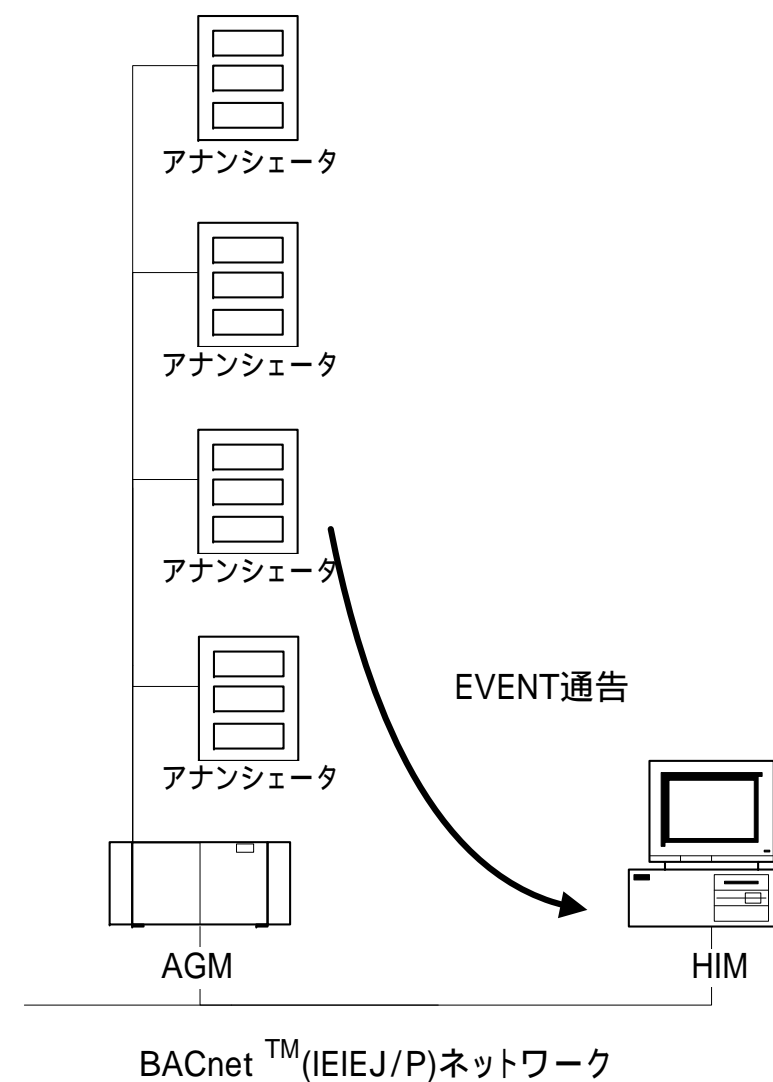 アナンシェータ
アナンシェータ
アナンシェータ
EVENT通告
アナンシェータ
AGM
HIM
BACnet TM(IEIEJ/P)ネットワーク